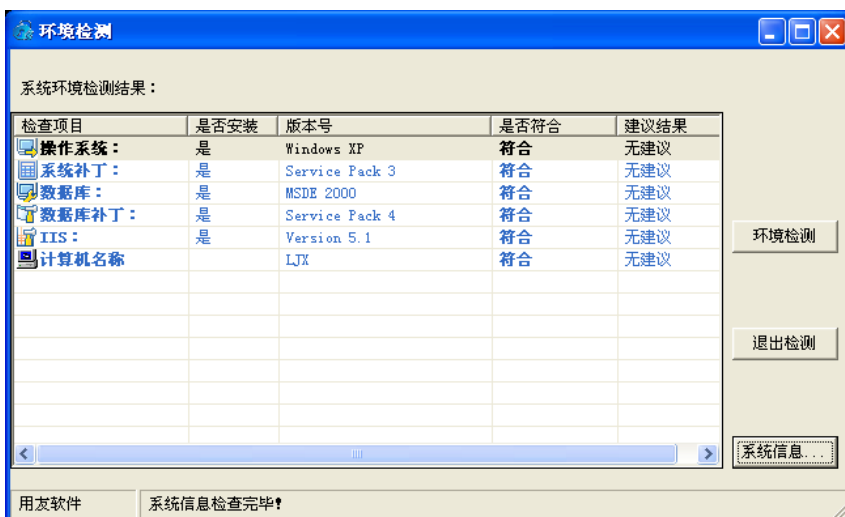 环境检测
系统环境检测结果：
检查项目 是否安装 版本号 是否符合 建议结果
操作系统： 是 Windows XP 符合 无建议
系统补丁： 是 Service Pack 3 符合 无建议
数据库： 是 MSDE 2000 符合 无建议
数据库补丁： 是 Service Pack 4 符合 无建议
IIS： 是 Version 5.1 符合 无建议
计算机名称 LJX 符合 无建议
环境检测
退出检测
系统信息...
用友软件 系统信息检查完毕！